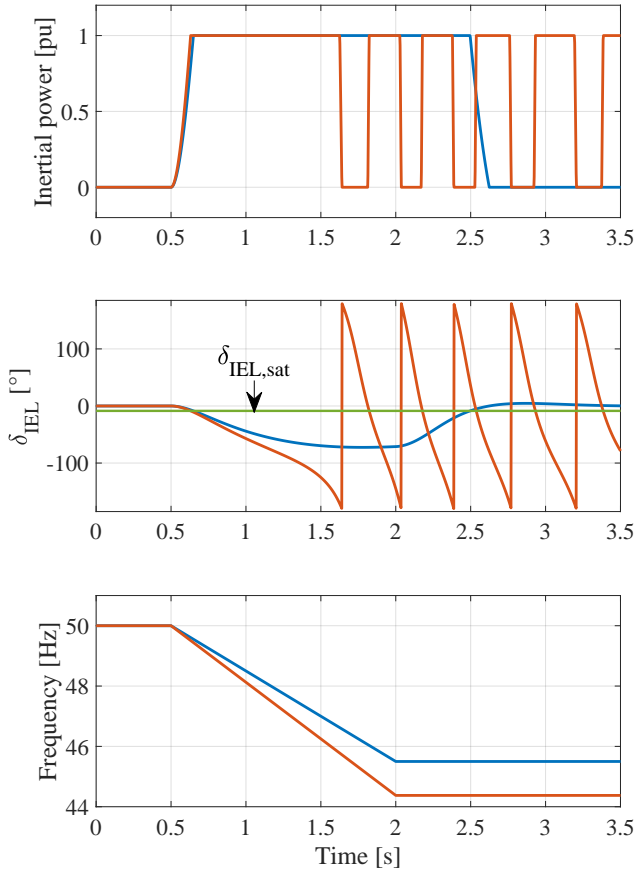 Inertial power [pu]
1
0.5
0
0 0.5 1 1.5 2 2.5 3 3.5
δIEL [°]
100
0
-100
δIEL,sat
0 0.5 1 1.5 2 2.5 3 3.5
Frequency [Hz]
50
48
46
44
0 0.5 1 1.5 2 2.5 3 3.5
Time [s]